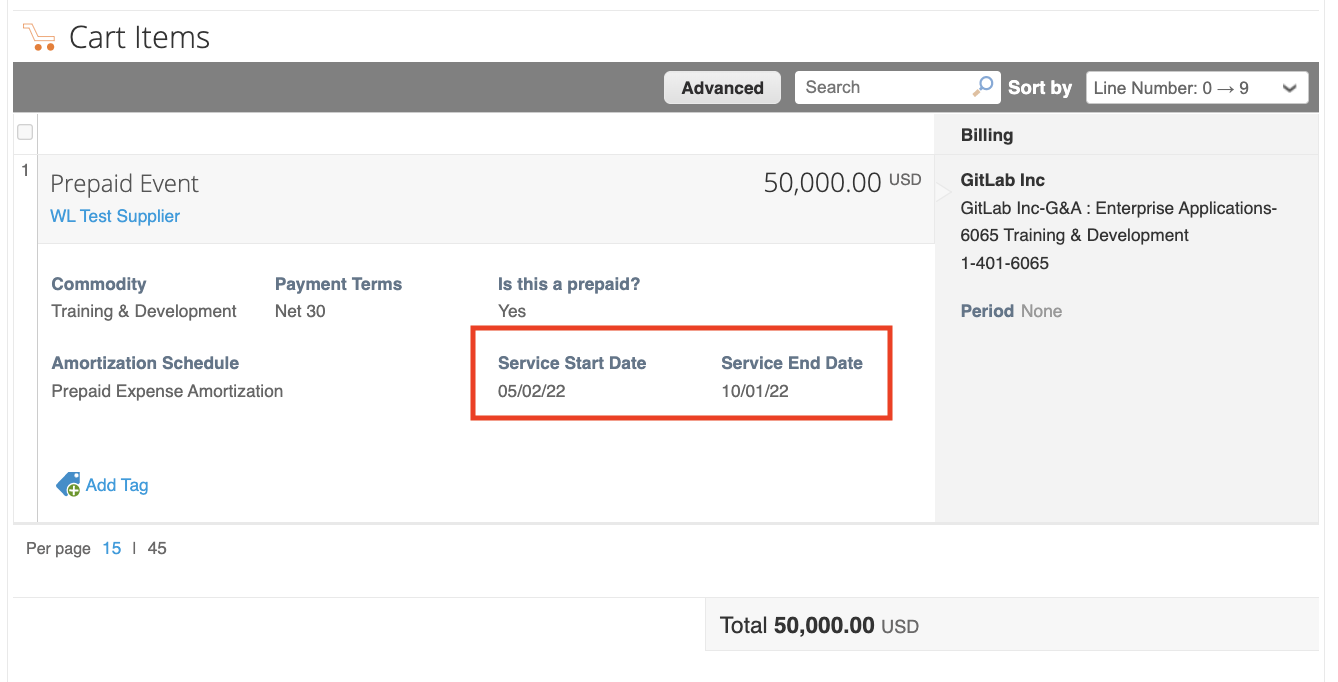 Cart Items
Advanced
Search
Sort by
Line Number: 0 → 9
Billing
1
Prepaid Event
50,000.00 USD
WL Test Supplier
GitLab Inc
GitLab Inc-G&A : Enterprise Applications-
6065 Training & Development
1-401-6065
Period None
Commodity
Training & Development
Payment Terms
Net 30
Is this a prepaid?
Yes
Amortization Schedule
Prepaid Expense Amortization
Service Start Date
05/02/22
Service End Date
10/01/22
Add Tag
Per page 15 | 45
Total 50,000.00 USD